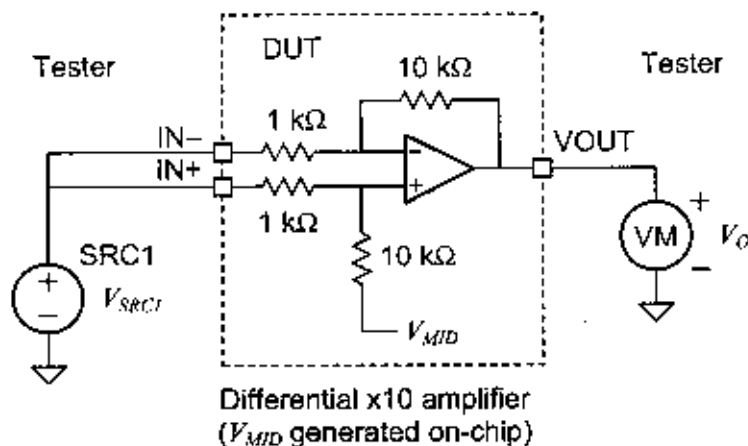 DUT
Tester
Tester
10 kΩ
1 kΩ
IN–
IN+
–
+
VOUT
1 kΩ
SRC1
+
–
V_SRC1
10 kΩ
V_MID
VM
+
–
V_O
Differential x10 amplifier
(V_MID generated on-chip)